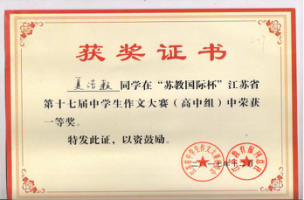 获奖证书
同学在“苏教国际杯”江苏省
第十七届中学生作文大赛（高中组）中荣获
一等奖。
特发此证，以资鼓励。